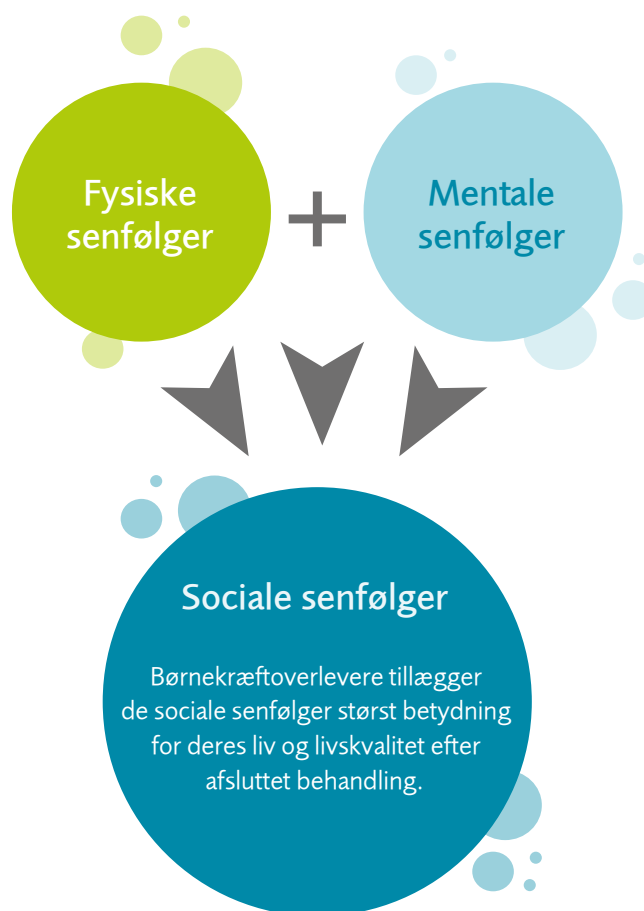 Fysiske
senfølger
+
Mentale
senfølger
Sociale senfølger
Børnekræftoverlevere tillægger
de sociale senfølger størst betydning
for deres liv og livskvalitet efter
afsluttet behandling.